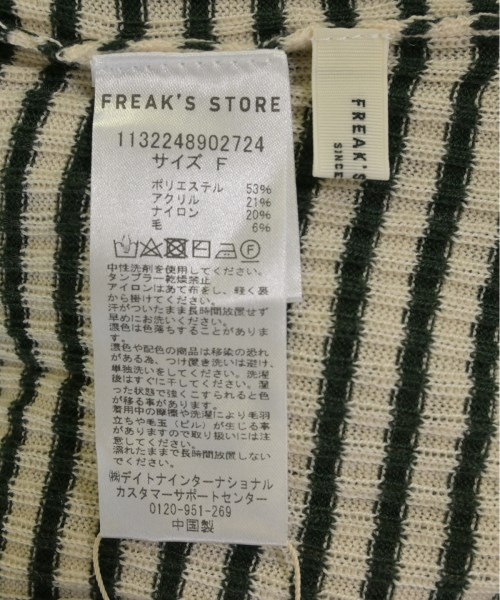 FREAK'S STORE
1132248902724
サイズ F
ポリエステル 53%
アクリル 21%
ナイロン 20%
毛 6%
中性洗剤を使用してください。
タンブラー乾燥禁止
アイロンはあて布をし、軽く裏
から掛けてください。
汗がついたまま長時間放置せず
早めにお洗いください。
濃色は色落ちすることがありま
す。
濃色や配色の商品は移染の恐れ
がある為、つけ置き洗いは避け、
単独洗いをしてください。洗濯
後はすぐに干してください。湿
った状態で強くこすられると色
が移る事があります。
着用中の摩擦や洗濯により毛羽
立ちや毛玉(ピル)が生じる事
がありますので取り扱いには注
意してください。
濡れたままで長時間放置しない
でください。
㈱デイトナインターナショナル
カスタマーサポートセンター
0120-951-269
中国製
FREAK'S
SINCE